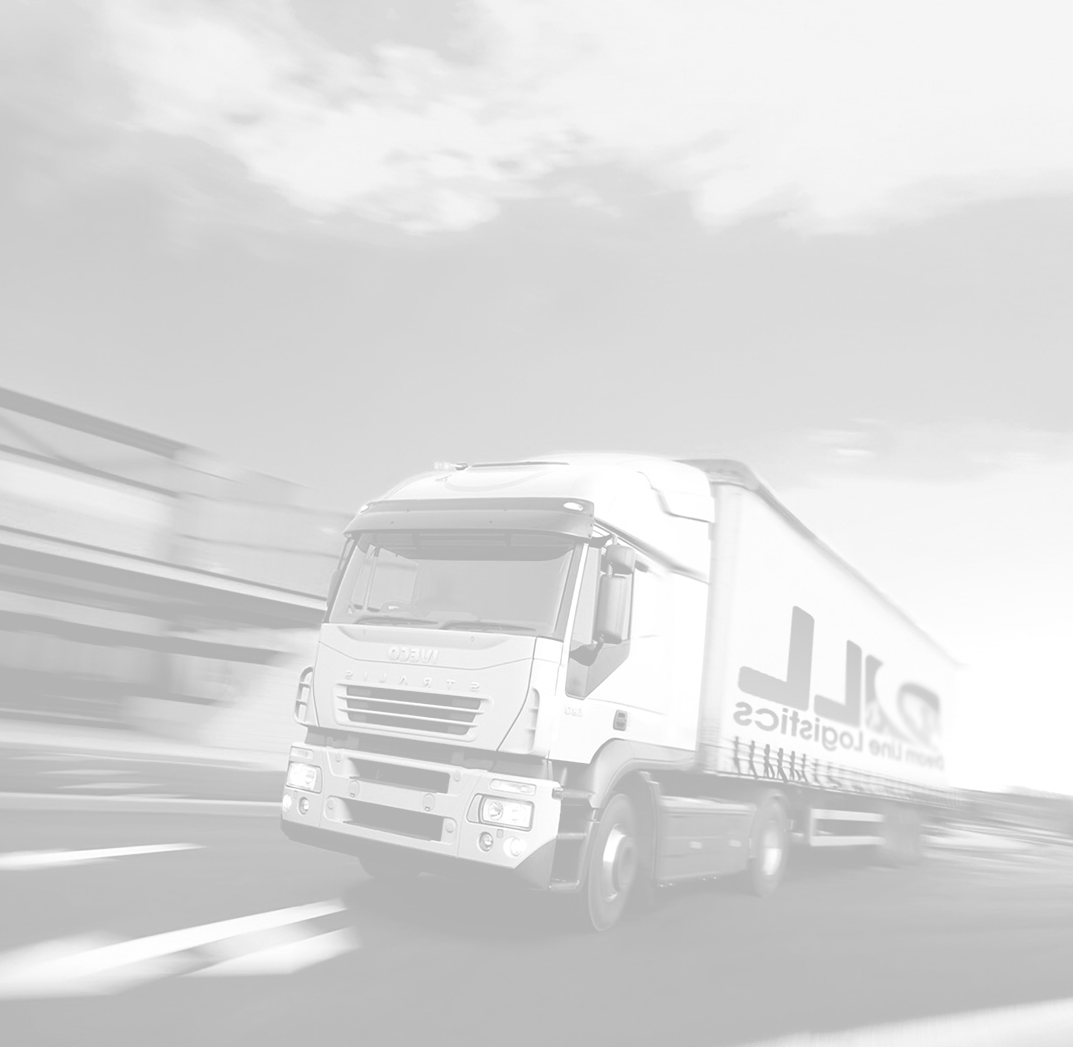 IVECO
STRALIS
DLL
Dream Line Logistics